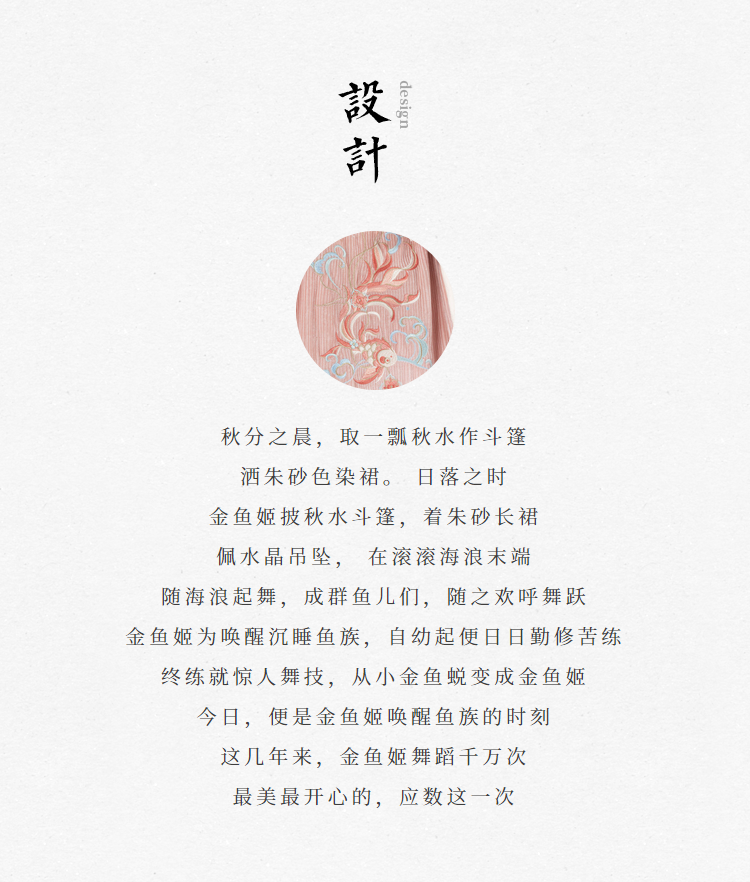 設計
design
秋分之晨，取一瓢秋水作斗篷
洒朱砂色染裙。 日落之时
金鱼姬披秋水斗篷，着朱砂长裙
佩水晶吊坠， 在滚滚海浪末端
随海浪起舞，成群鱼儿们，随之欢呼舞跃
金鱼姬为唤醒沉睡鱼族，自幼起便日日勤修苦练
终练就惊人舞技，从小金鱼蜕变成金鱼姬
今日，便是金鱼姬唤醒鱼族的时刻
这几年来，金鱼姬舞蹈千万次
最美最开心的，应数这一次